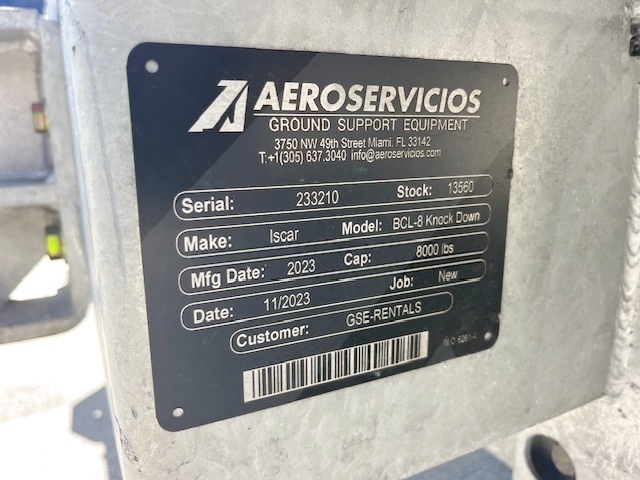 AEROSERVICIOS
GROUND SUPPORT EQUIPMENT
3750 NW 49th Street Miami, FL 33142
T:+1(305) 637.3040 info@aeroservicios.com
Serial: 233210 Stock: 13560
Make: Iscar Model: BCL-8 Knock Down
Mfg Date: 2023 Cap: 8000 lbs
Date: 11/2023 Job: New
Customer: GSE-RENTALS